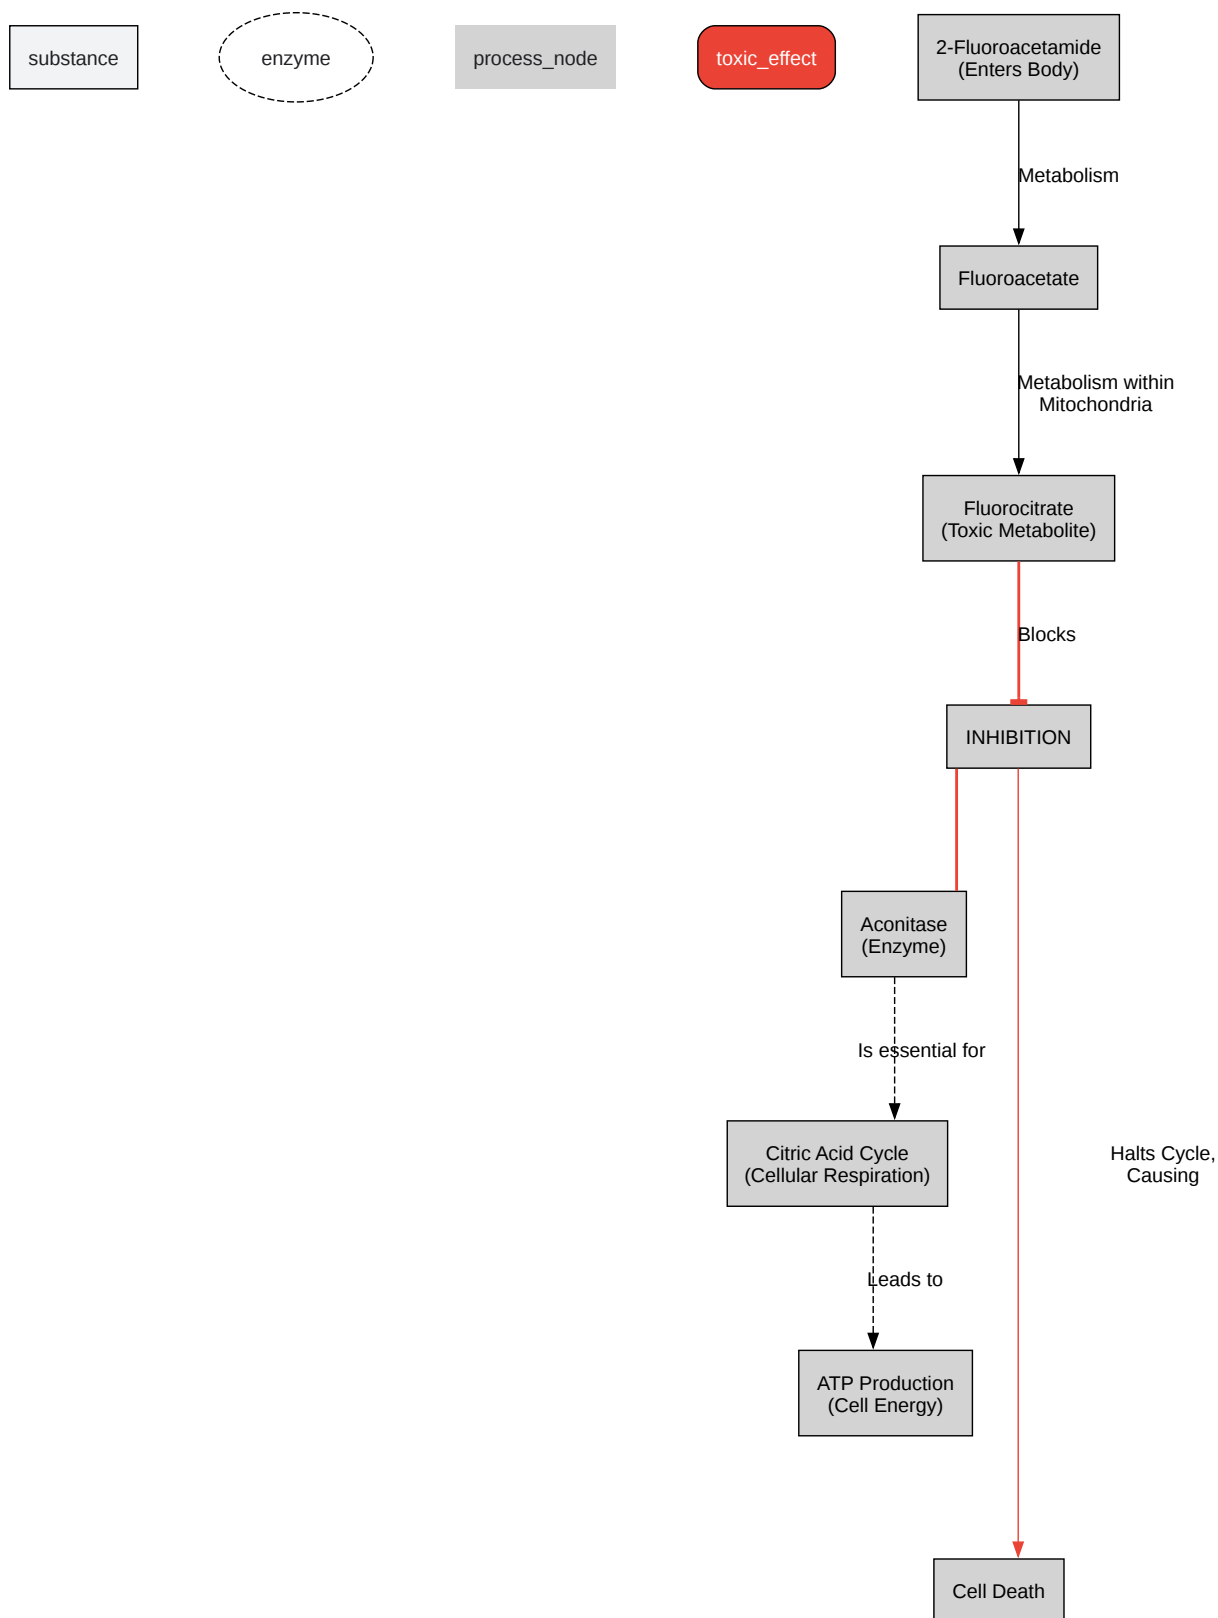 substance
enzyme
process_node
toxic_effect
2-Fluoroacetamide
(Enters Body)
Metabolism
Fluoroacetate
Metabolism within
Mitochondria
Fluorocitrate
(Toxic Metabolite)
Blocks
INHIBITION
Aconitase
(Enzyme)
Is essential for
Citric Acid Cycle
(Cellular Respiration)
Halts Cycle,
Causing
Leads to
ATP Production
(Cell Energy)
Cell Death